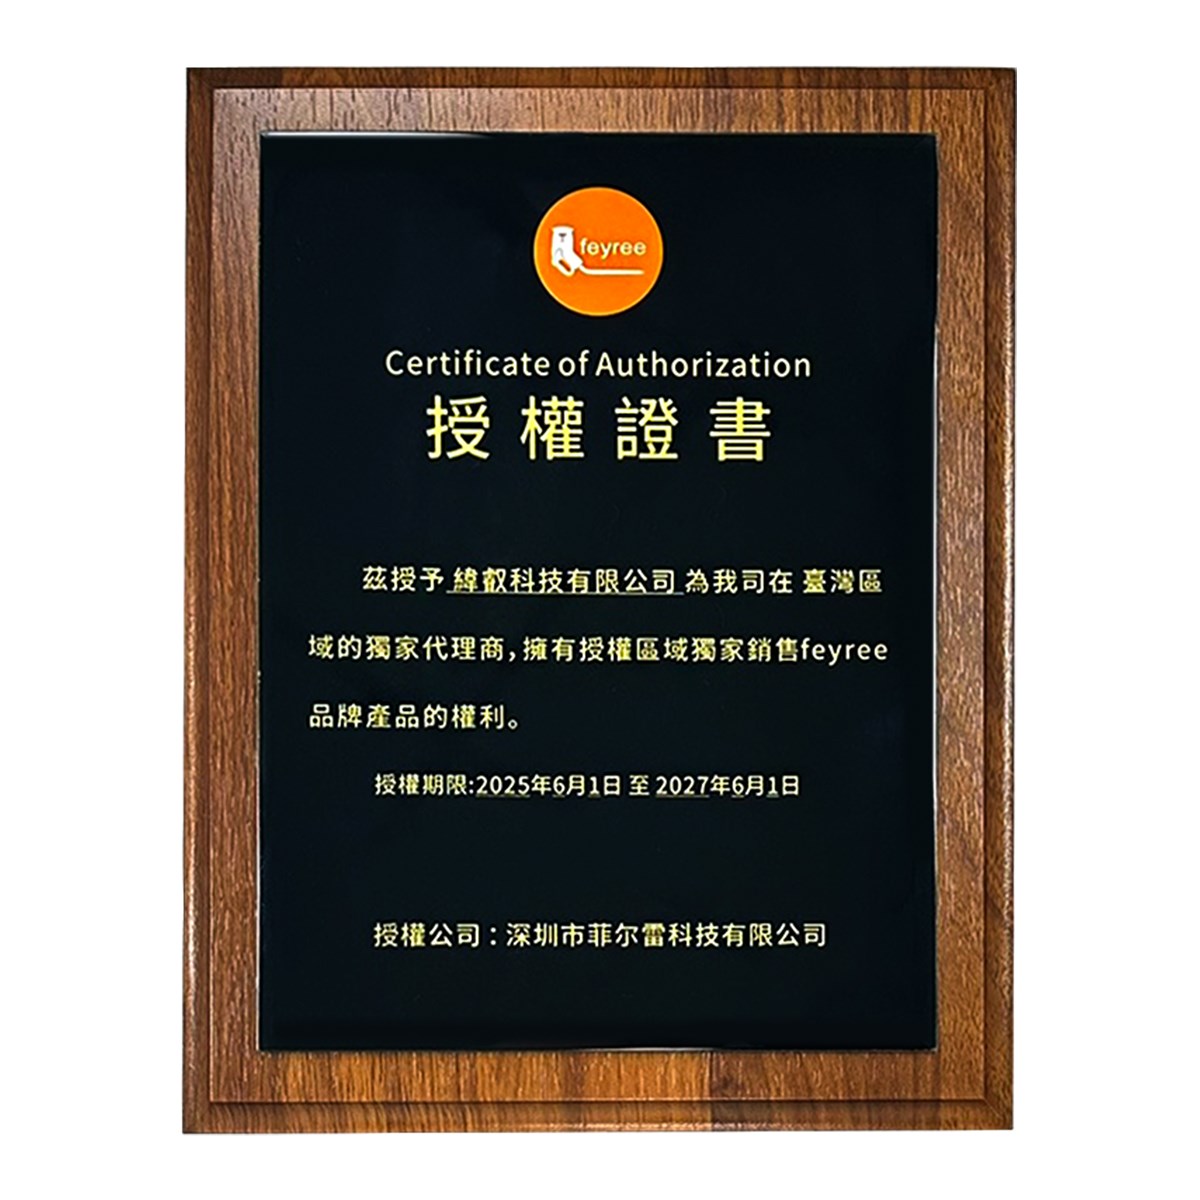 feyree
Certificate of Authorization
授權證書
茲授予 緯叡科技有限公司 為我司在 臺灣區
域的獨家代理商，擁有授權區域獨家銷售feyree
品牌產品的權利。
授權期限:2025年6月1日 至 2027年6月1日
授權公司：深圳市菲尔雷科技有限公司